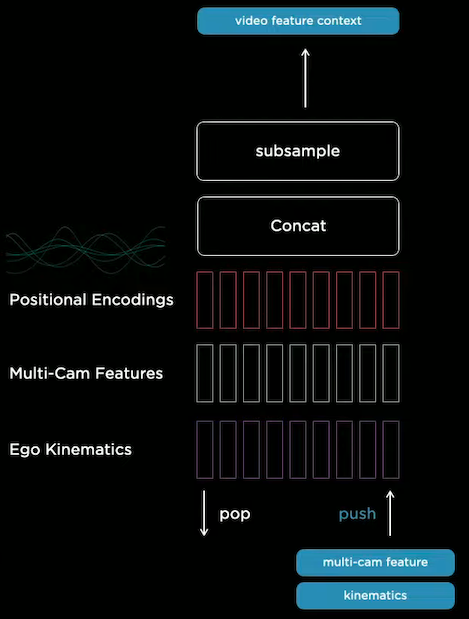 video feature context
subsample
Concat
Positional Encodings
Multi-Cam Features
Ego Kinematics
pop
push
multi-cam feature
kinematics